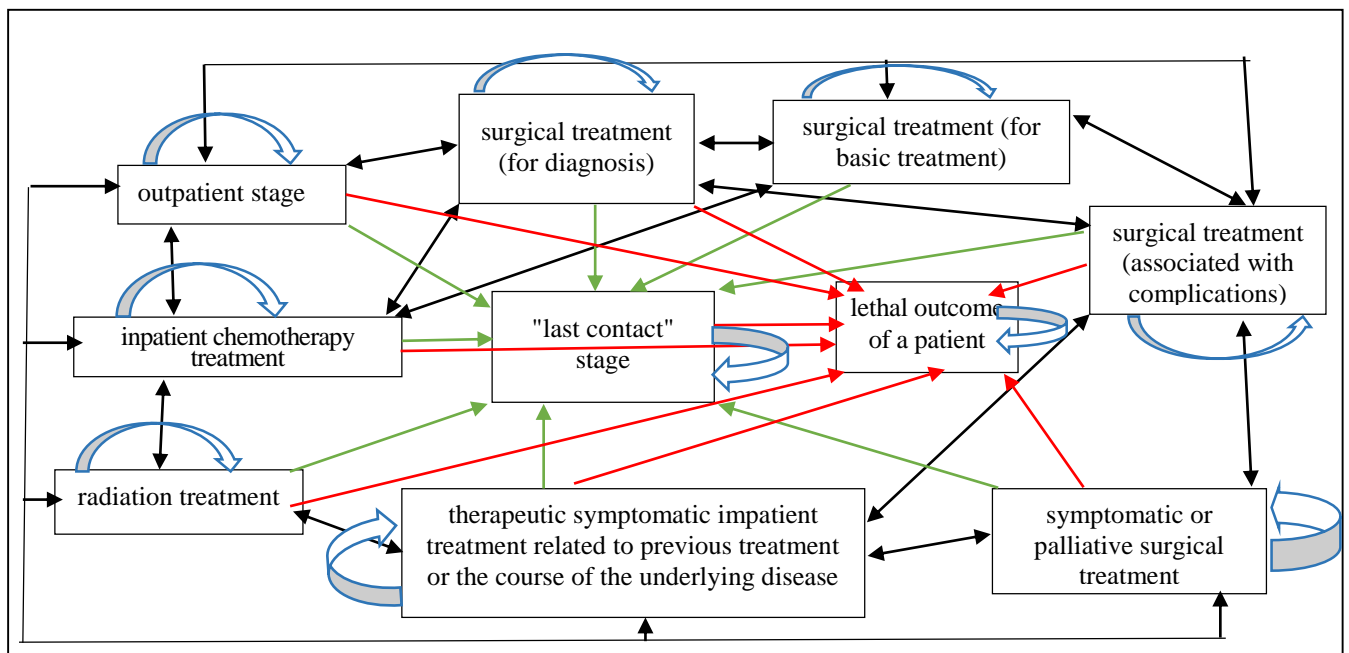 surgical treatment
(for diagnosis)
surgical treatment (for
basic treatment)
outpatient stage
surgical treatment
(associated with
complications)
inpatient chemotherapy
treatment
"last contact"
stage
lethal outcome
of a patient
radiation treatment
therapeutic symptomatic impatient
treatment related to previous treatment
or the course of the underlying disease
symptomatic or
palliative surgical
treatment